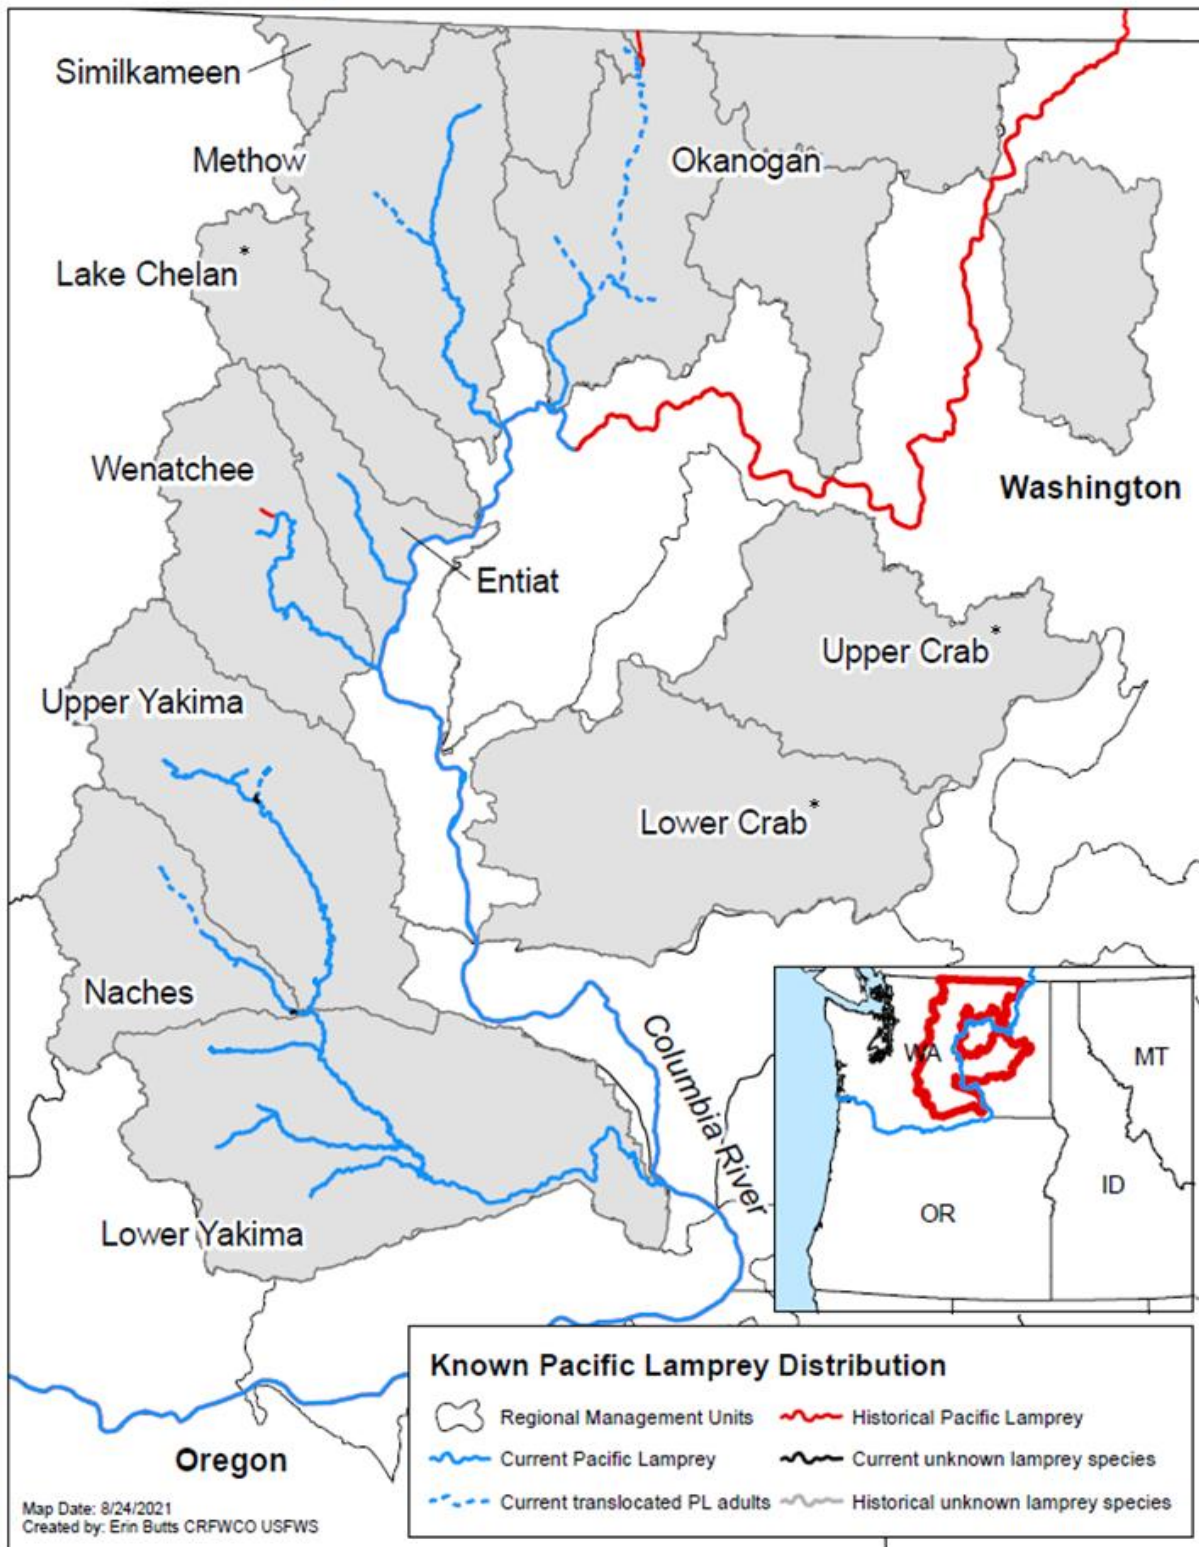 Similkameen
Methow
Okanogan
*
Lake Chelan
Wenatchee
Washington
Entiat
*
Upper Crab
Upper Yakima
*
Lower Crab
Naches
Columbia River
WA
MT
ID
OR
Lower Yakima
Oregon
Known Pacific Lamprey Distribution
Regional Management Units
Historical Pacific Lamprey
Current Pacific Lamprey
Current unknown lamprey species
Current translocated PL adults
Historical unknown lamprey species
Map Date: 8/24/2021
Created by: Erin Butts CRFWCO USFWS